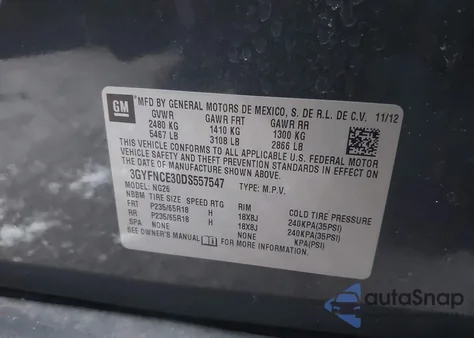 GM
MFD BY GENERAL MOTORS DE MEXICO, S. DE R.L. DE C.V. 11/12
GVWR GAWR FRT GAWR RR
2480 KG 1410 KG 1300 KG
5467 LB 3108 LB 2866 LB
THIS VEHICLE CONFORMS TO ALL APPLICABLE U.S. FEDERAL
MOTOR VEHICLE SAFETY AND THEFT PREVENTION STANDARDS IN EFFECT ON
THE DATE OF MANUFACTURE SHOWN ABOVE.
3GYFNCE30DS557547 TYPE: M.P.V.
MODEL: NG26
NBBM TIRE SIZE SPEED RTG RIM COLD TIRE PRESSURE
FRT P235/65R18 H 18X8J 240KPA(35PSI)
RR P235/65R18 H 18X8J 240KPA(35PSI)
SPA NONE NONE KPA(PSI)
SEE OWNER'S MANUAL FOR ADDITIONAL INFORMATION.
autoSnap